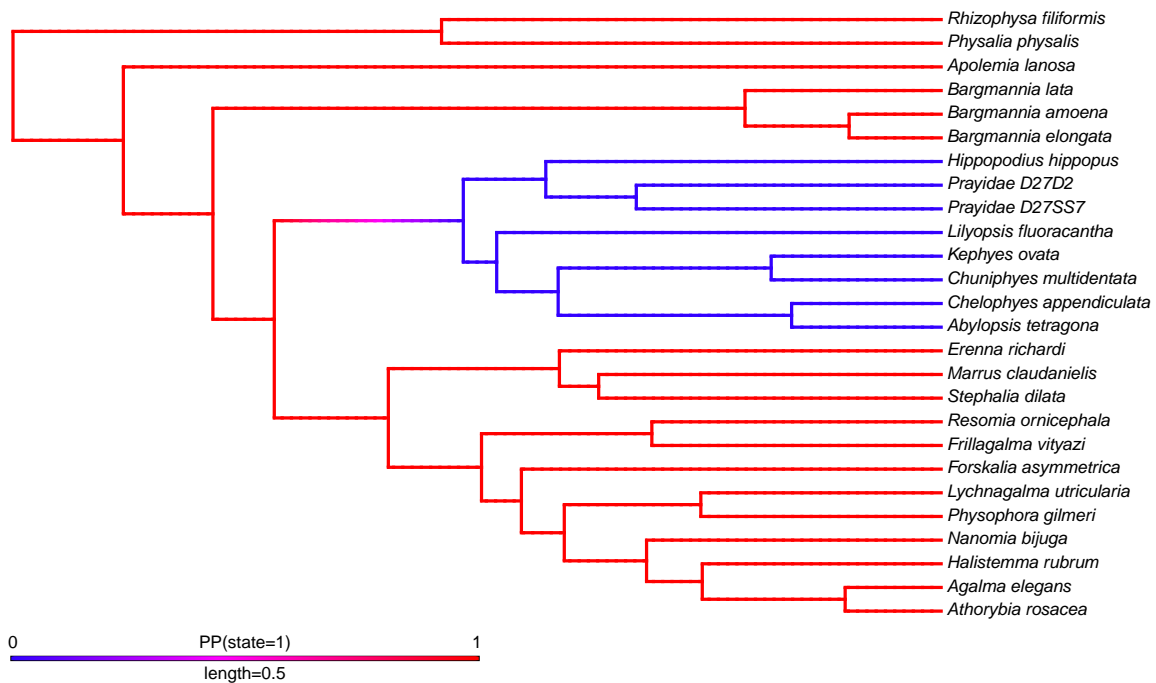 Rhizophysa filiformis
Physalia physalis
Apolemia lanosa
Bargmannia lata
Bargmannia amoena
Bargmannia elongata
Hippopodius hippopus
Prayidae D27D2
Prayidae D27SS7
Lilyopsis fluoracantha
Kephyes ovata
Chuniphyes multidentata
Chelophyes appendiculata
Abylopsis tetragona
Erenna richardi
Marrus claudanielis
Stephalia dilata
Resomia ornicephala
Frillagalma vityazi
Forskalia asymmetrica
Lychnagalma utricularia
Physophora gilmeri
Nanomia bijuga
Halistemma rubrum
Agalma elegans
Athorybia rosacea
0 PP(state=1) 1
length=0.5